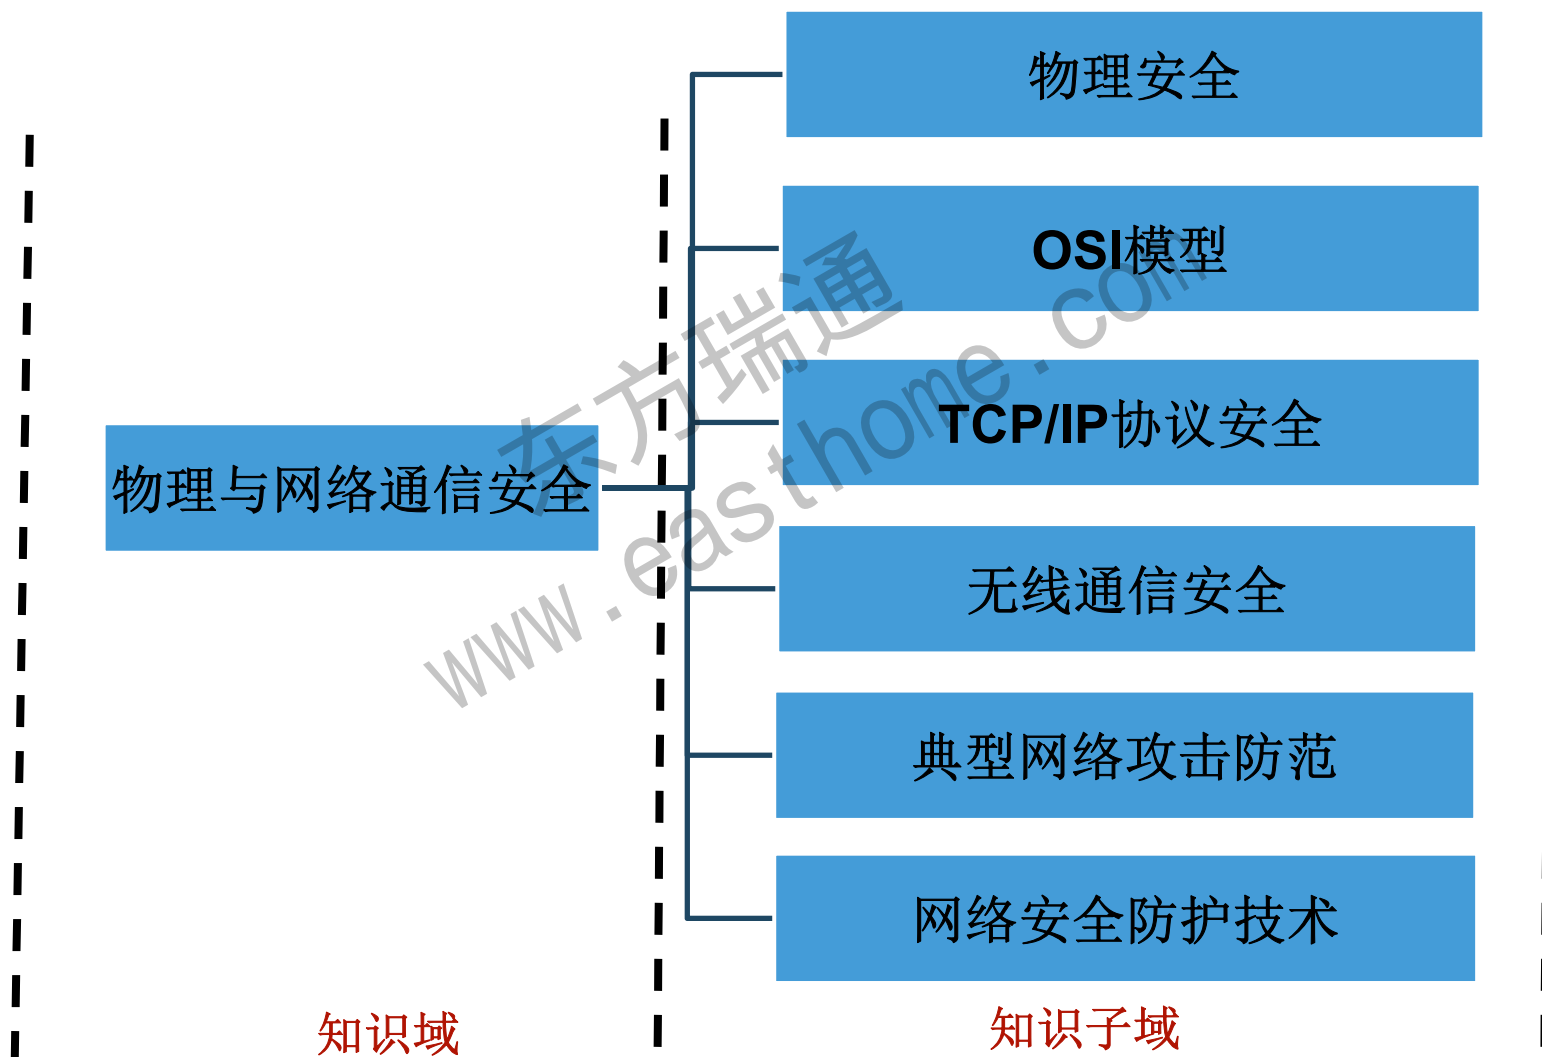 物理安全
OSI模型
TCP/IP协议安全
物理与网络通信安全
无线通信安全
典型网络攻击防范
网络安全防护技术
知识域
知识子域
东方瑞通
www.easthome.com